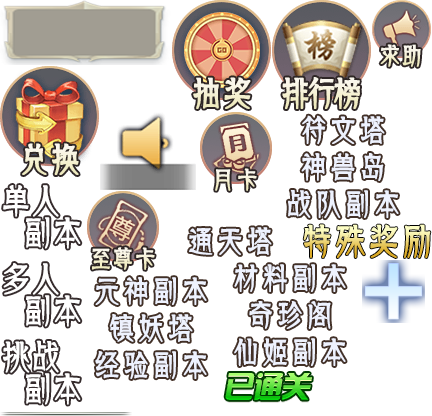 GO
抽奖
榜
排行榜
求助
兑换
月
月卡
符文塔
神兽岛
战队副本
单人
副本
尊
至尊卡
通天塔
特殊奖励
多人
副本
元神副本
材料副本
镇妖塔
奇珍阁
挑战
副本
经验副本
仙姬副本
已通关